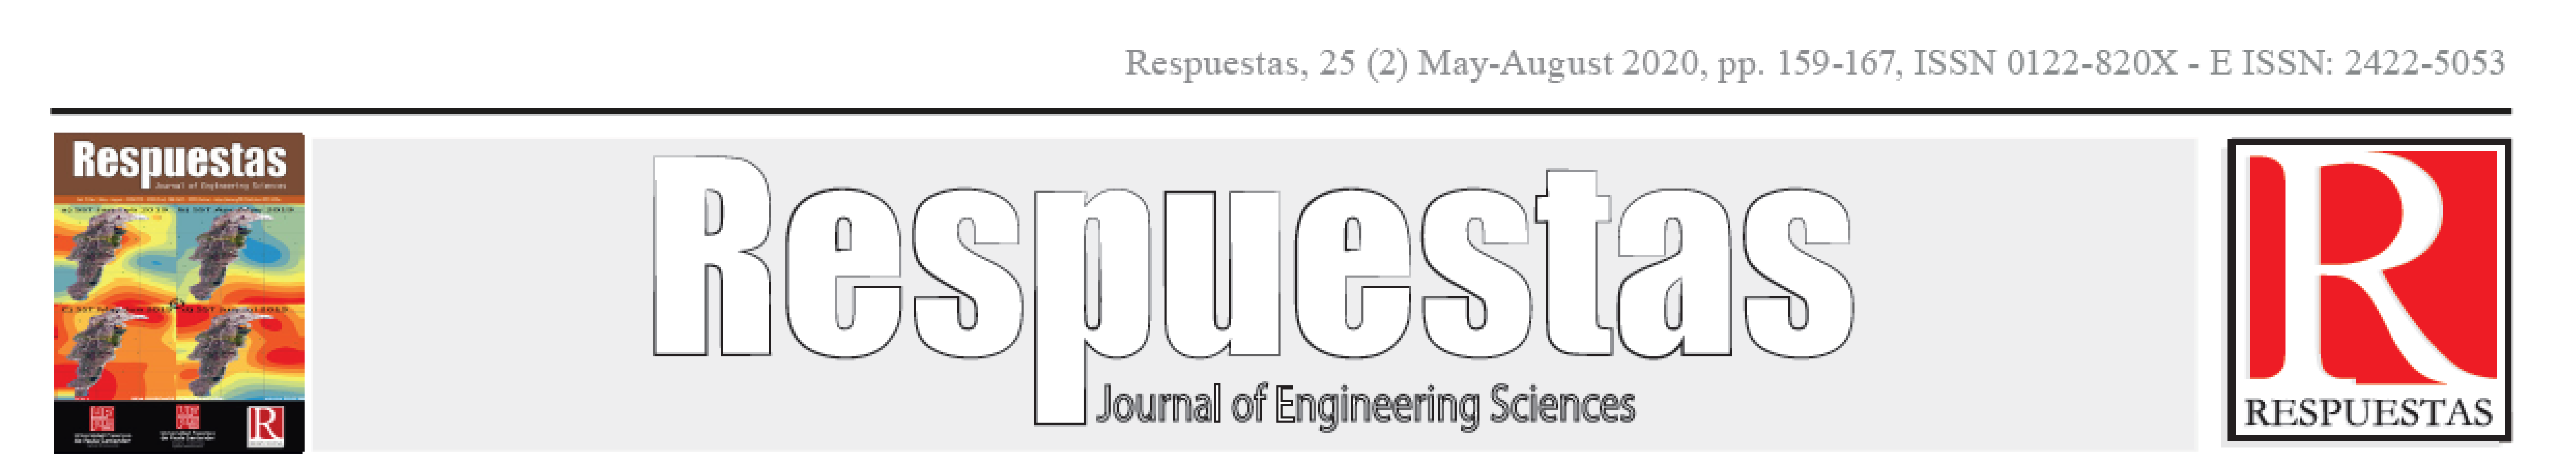 Respuestas, 25 (2) May-August 2020, pp. 159-167, ISSN 0122-820X - E ISSN: 2422-5053
Respuestas
Journal of Engineering Sciences
Respuestas
Journal of Engineering Sciences
R
RESPUESTAS